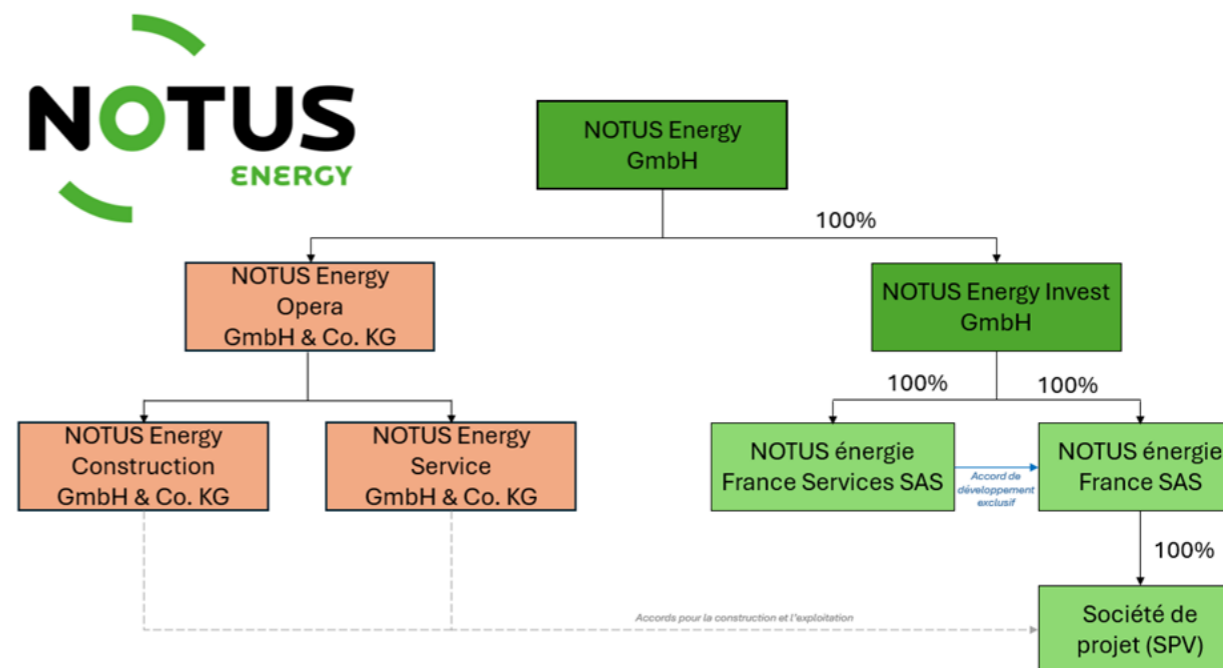 NOTUS
ENERGY
NOTUS Energy
GmbH
100%
NOTUS Energy
Opera
GmbH & Co. KG
NOTUS Energy Invest
GmbH
100%
100%
NOTUS Energy
Construction
GmbH & Co. KG
NOTUS Energy
Service
GmbH & Co. KG
NOTUS énergie
France Services SAS
Accord de
développement
exclusif
NOTUS énergie
France SAS
100%
Accords pour la construction et l'exploitation
Société de
projet (SPV)